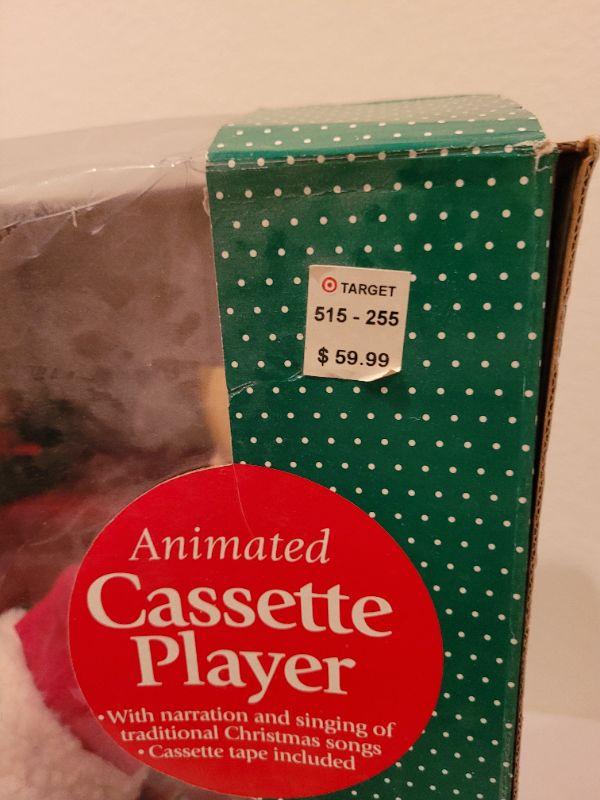 TARGET
515 - 255
$ 59.99
Animated
Cassette
Player
• With narration and singing of
traditional Christmas songs
• Cassette tape included